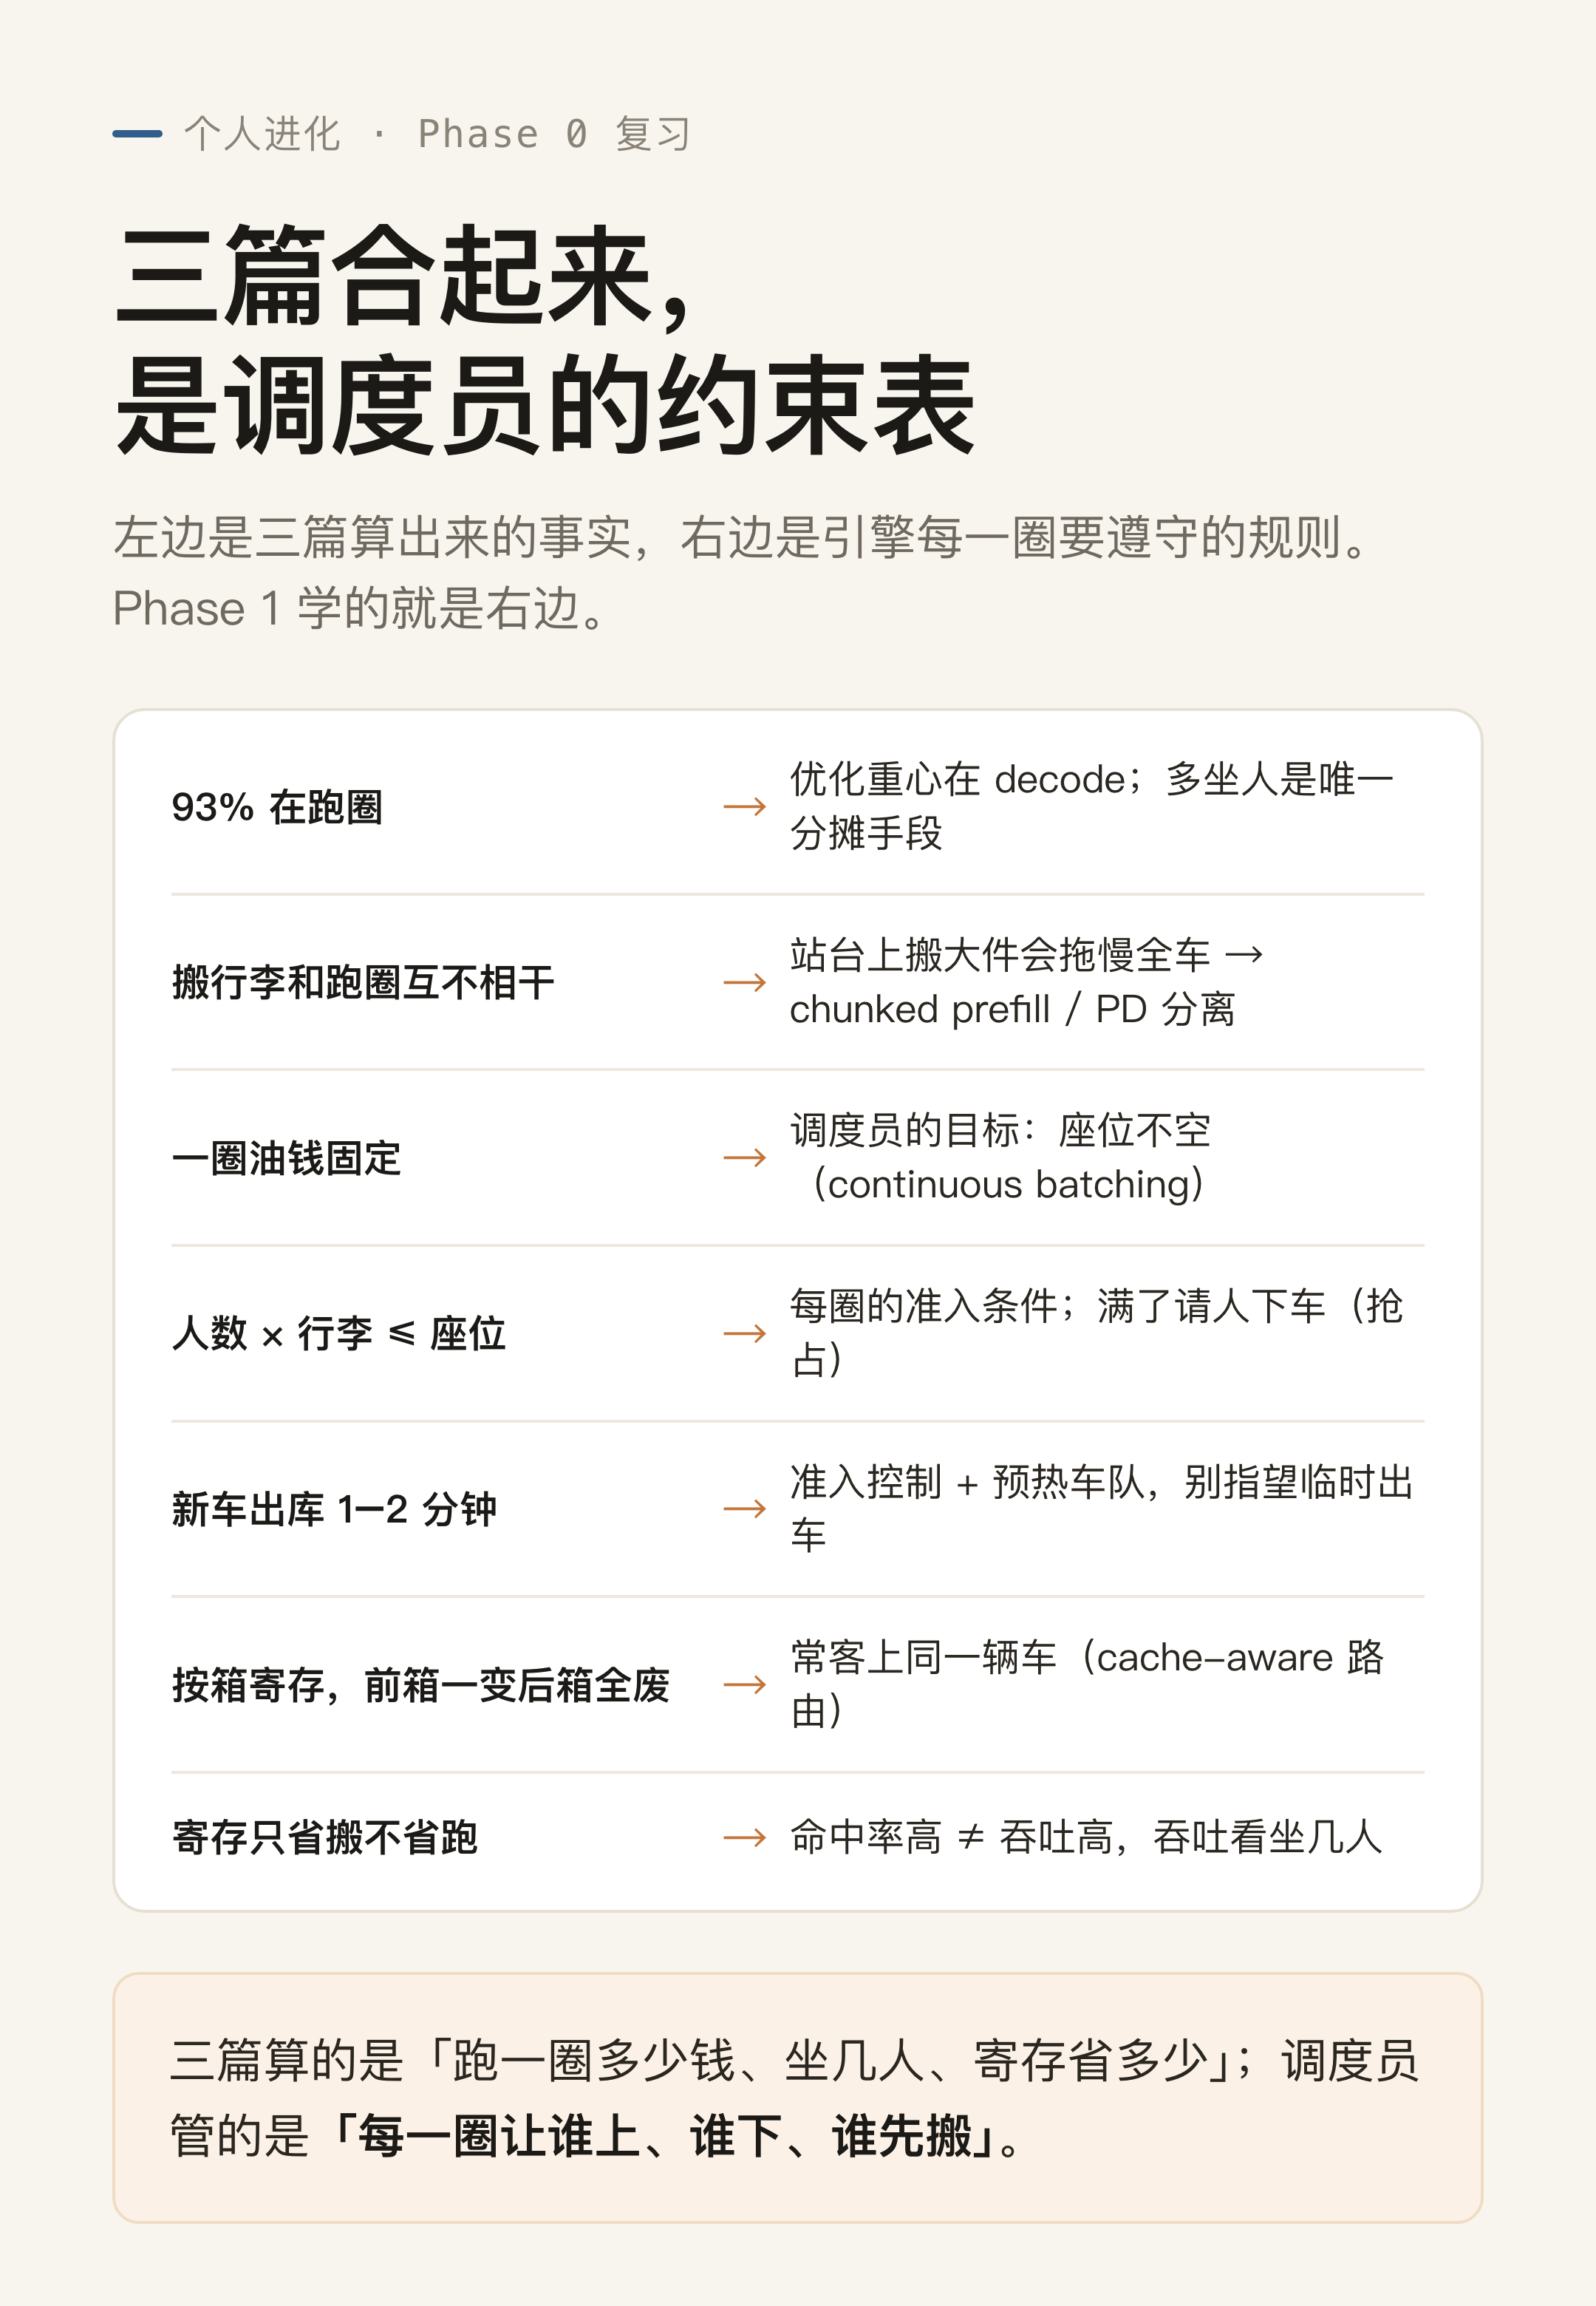 个人进化 · Phase 0 复习
三篇合起来，
是调度员的约束表
左边是三篇算出来的事实，右边是引擎每一圈要遵守的规则。
Phase 1 学的就是右边。
93% 在跑圈 → 优化重心在 decode；多坐人是唯一
分摊手段
搬行李和跑圈互不相干 → 站台上搬大件会拖慢全车 →
chunked prefill / PD 分离
一圈油钱固定 → 调度员的目标：座位不空
（continuous batching）
人数 × 行李 ≤ 座位 → 每圈的准入条件；满了请人下车（抢
占）
新车出库 1–2 分钟 → 准入控制 + 预热车队，别指望临时出
车
按箱寄存，前箱一变后箱全废 → 常客上同一辆车（cache-aware 路
由）
寄存只省搬不省跑 → 命中率高 ≠ 吞吐高，吞吐看坐几人
三篇算的是「跑一圈多少钱、坐几人、寄存省多少」；调度员
管的是「每一圈让谁上、谁下、谁先搬」。